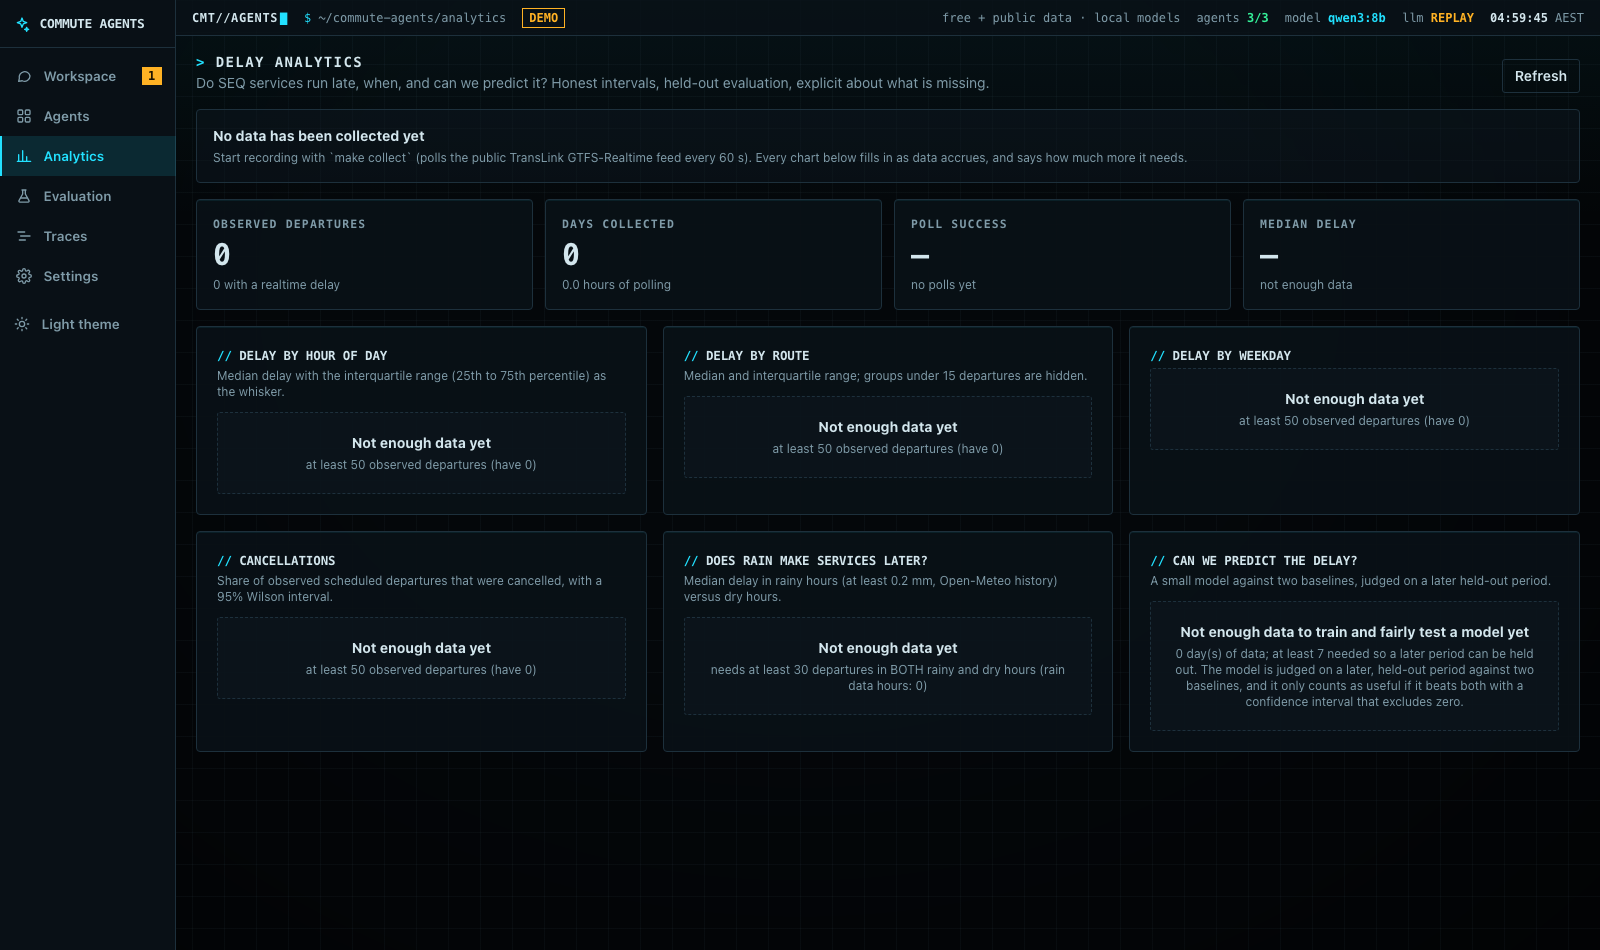 COMMUTE AGENTS
Workspace 1
Agents
Analytics
Evaluation
Traces
Settings
Light theme
CMT//AGENTS $ ~/commute-agents/analytics DEMO free + public data · local models agents 3/3 model qwen3:8b llm REPLAY 04:59:45 AEST
> DELAY ANALYTICS
Do SEQ services run late, when, and can we predict it? Honest intervals, held-out evaluation, explicit about what is missing.
Refresh
No data has been collected yet
Start recording with `make collect` (polls the public TransLink GTFS-Realtime feed every 60 s). Every chart below fills in as data accrues, and says how much more it needs.
OBSERVED DEPARTURES
0
0 with a realtime delay
DAYS COLLECTED
0
0.0 hours of polling
POLL SUCCESS
—
no polls yet
MEDIAN DELAY
—
not enough data
// DELAY BY HOUR OF DAY
Median delay with the interquartile range (25th to 75th percentile) as
the whisker.
Not enough data yet
at least 50 observed departures (have 0)
// DELAY BY ROUTE
Median and interquartile range; groups under 15 departures are hidden.
Not enough data yet
at least 50 observed departures (have 0)
// DELAY BY WEEKDAY
Not enough data yet
at least 50 observed departures (have 0)
// CANCELLATIONS
Share of observed scheduled departures that were cancelled, with a
95% Wilson interval.
Not enough data yet
at least 50 observed departures (have 0)
// DOES RAIN MAKE SERVICES LATER?
Median delay in rainy hours (at least 0.2 mm, Open-Meteo history)
versus dry hours.
Not enough data yet
needs at least 30 departures in BOTH rainy and dry hours (rain
data hours: 0)
// CAN WE PREDICT THE DELAY?
A small model against two baselines, judged on a later held-out period.
Not enough data to train and fairly test a model yet
0 day(s) of data; at least 7 needed so a later period can be held
out. The model is judged on a later, held-out period against two
baselines, and it only counts as useful if it beats both with a
confidence interval that excludes zero.